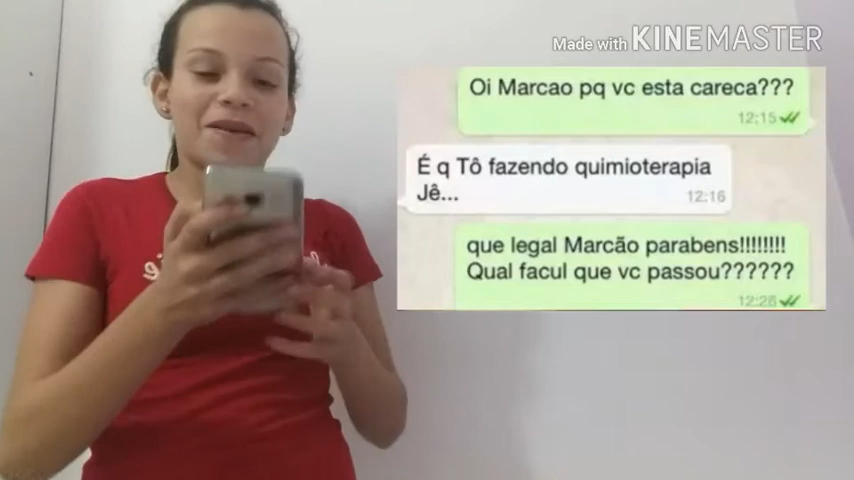 Made with KINEMASTER
Oi Marcao pq vc esta careca???
12:15
É q Tô fazendo quimioterapia
Jê...
12:16
que legal Marcão parabens!!!!!!!!
Qual facul que vc passou??????
12:26